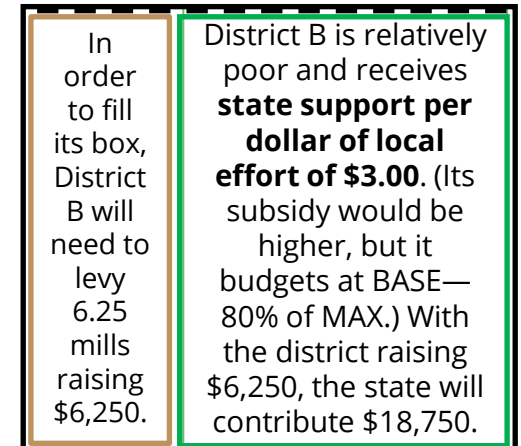 In
order
to fill
its box,
District
B will
need to
levy
6.25
mills
raising
$6,250.
District B is relatively
poor and receives
state support per
dollar of local
effort of $3.00. (Its
subsidy would be
higher, but it
budgets at BASE—
80% of MAX.) With
the district raising
$6,250, the state will
contribute $18,750.